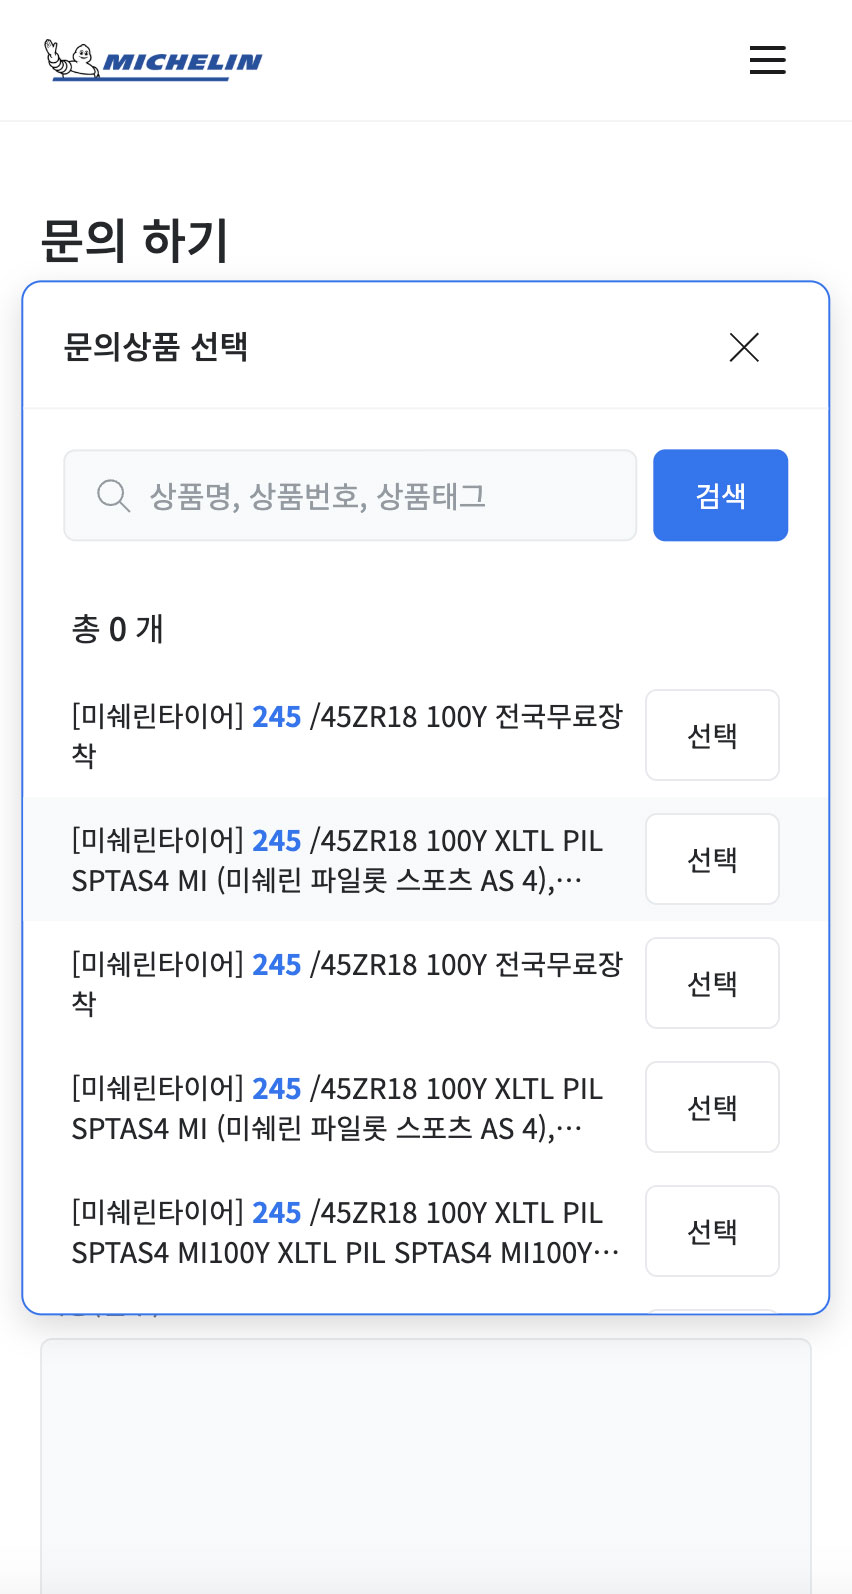 MICHELIN
문의 하기
문의상품 선택
상품명, 상품번호, 상품태그
검색
총 0 개
[미쉐린타이어] 245 /45ZR18 100Y 전국무료장
착
선택
[미쉐린타이어] 245 /45ZR18 100Y XLTL PIL
SPTAS4 MI (미쉐린 파일롯 스포츠 AS 4),…
선택
[미쉐린타이어] 245 /45ZR18 100Y 전국무료장
착
선택
[미쉐린타이어] 245 /45ZR18 100Y XLTL PIL
SPTAS4 MI (미쉐린 파일롯 스포츠 AS 4),…
선택
[미쉐린타이어] 245 /45ZR18 100Y XLTL PIL
SPTAS4 MI100Y XLTL PIL SPTAS4 MI100Y…
선택